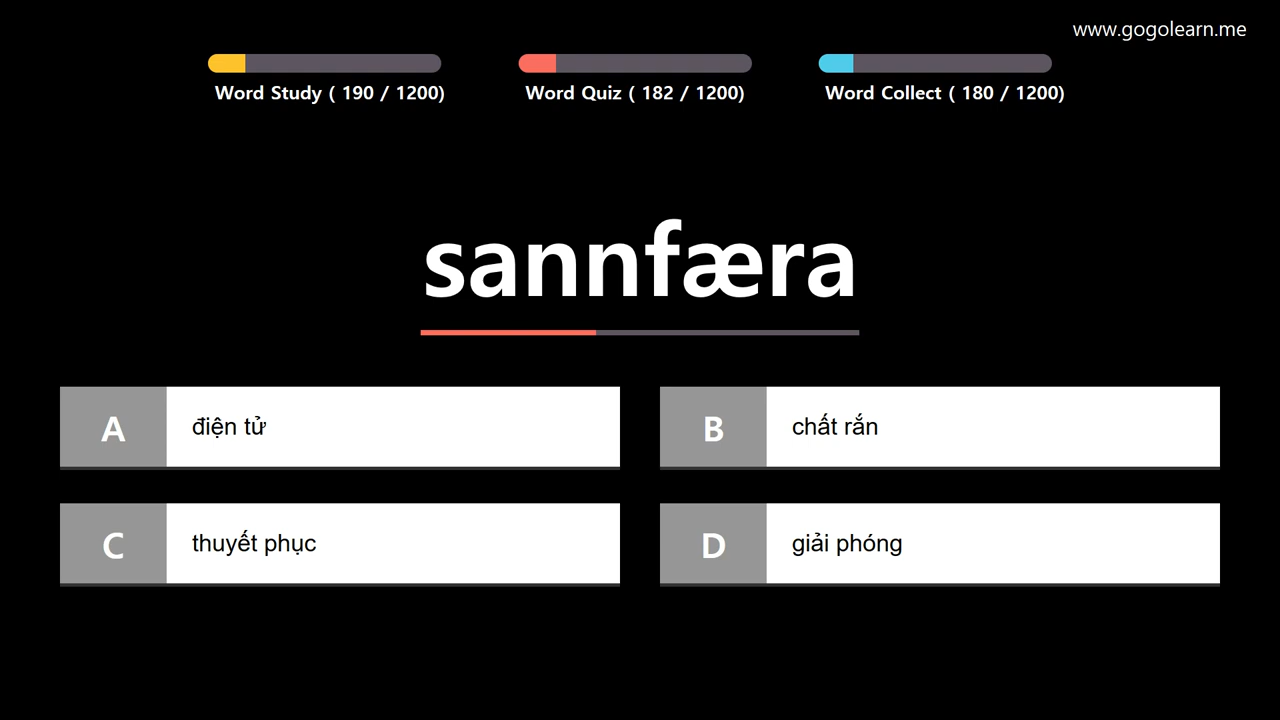 www.gogolearn.me
Word Study ( 190 / 1200)
Word Quiz ( 182 / 1200)
Word Collect ( 180 / 1200)
sannfæra
A điện tử
B chất rắn
C thuyết phục
D giải phóng